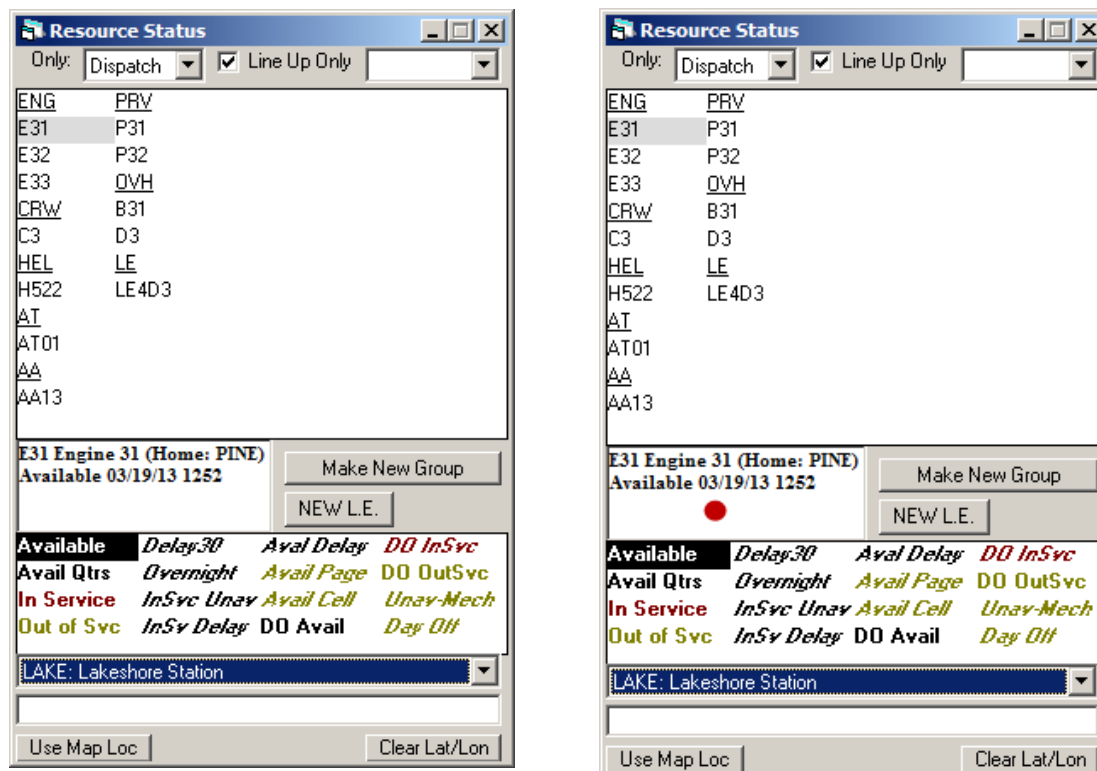 Resource Status
Only: Dispatch Line Up Only
ENG PRV
E31 P31
E32 P32
E33 OVH
CRW B31
C3 D3
HEL LE
H522 LE4D3
AT
AT01
AA
AA13
E31 Engine 31 (Home: PINE)
Available 03/19/13 1252
Make New Group
NEW L.E.
Available Delay30 Aval Delay DO InSvc
Avail Qtrs Overnight Avail Page DO OutSvc
In Service InSvc Unav Avail Cell Unav-Mech
Out of Svc InSv Delay DO Avail Day Off
LAKE: Lakeshore Station
Use Map Loc Clear Lat/Lon
Resource Status
Only: Dispatch Line Up Only
ENG PRV
E31 P31
E32 P32
E33 OVH
CRW B31
C3 D3
HEL LE
H522 LE4D3
AT
AT01
AA
AA13
E31 Engine 31 (Home: PINE)
Available 03/19/13 1252
Make New Group
NEW L.E.
Available Delay30 Aval Delay DO InSvc
Avail Qtrs Overnight Avail Page DO OutSvc
In Service InSvc Unav Avail Cell Unav-Mech
Out of Svc InSv Delay DO Avail Day Off
LAKE: Lakeshore Station
Use Map Loc Clear Lat/Lon